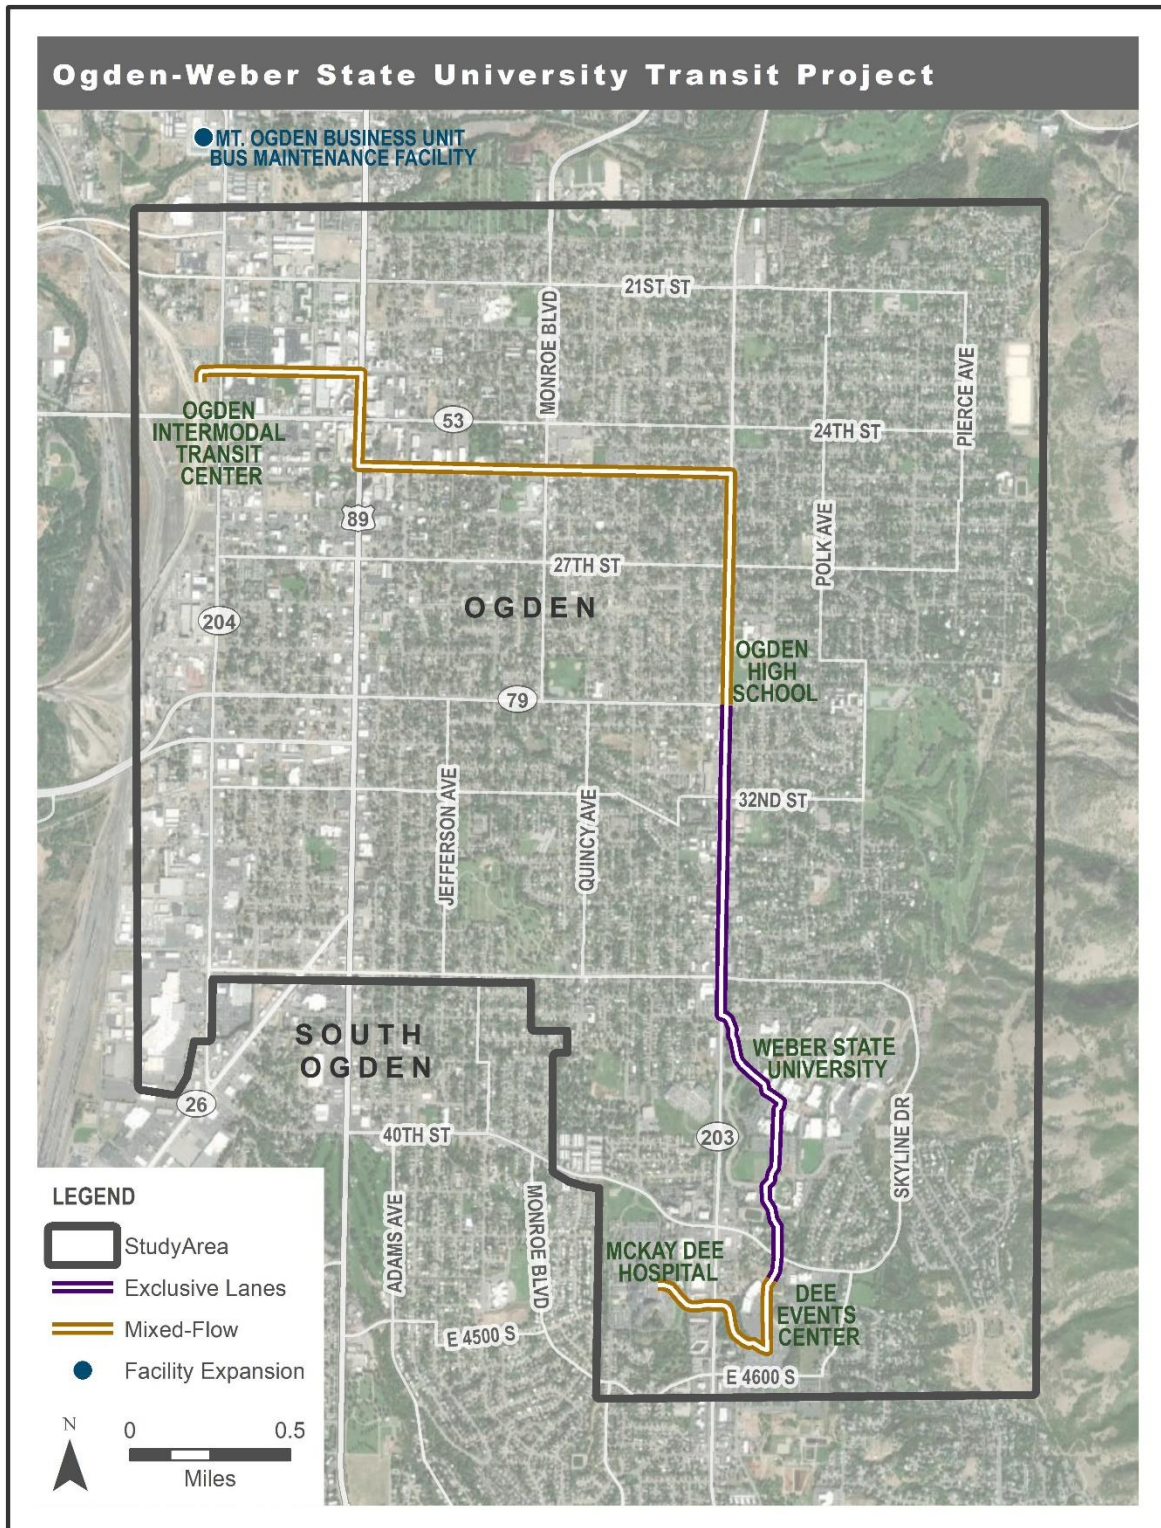 Ogden-Weber State University Transit Project
MT. OGDEN BUSINESS UNIT
BUS MAINTENANCE FACILITY
21ST ST
MONROE BLVD
PIERCE AVE
OGDEN
INTERMODAL
TRANSIT
CENTER
53
24TH ST
89
POLK AVE
27TH ST
OGDEN
204
OGDEN
HIGH
SCHOOL
79
JEFFERSON AVE
QUINCY AVE
32ND ST
SOUTH
OGDEN
WEBER STATE
UNIVERSITY
26
40TH ST
203
SKYLINE DR
ADAMS AVE
MONROE BLVD
MCKAY DEE
HOSPITAL
DEE
EVENTS
CENTER
E 4500 S
E 4600 S
LEGEND
StudyArea
Exclusive Lanes
Mixed-Flow
Facility Expansion
N
0 0.5
Miles